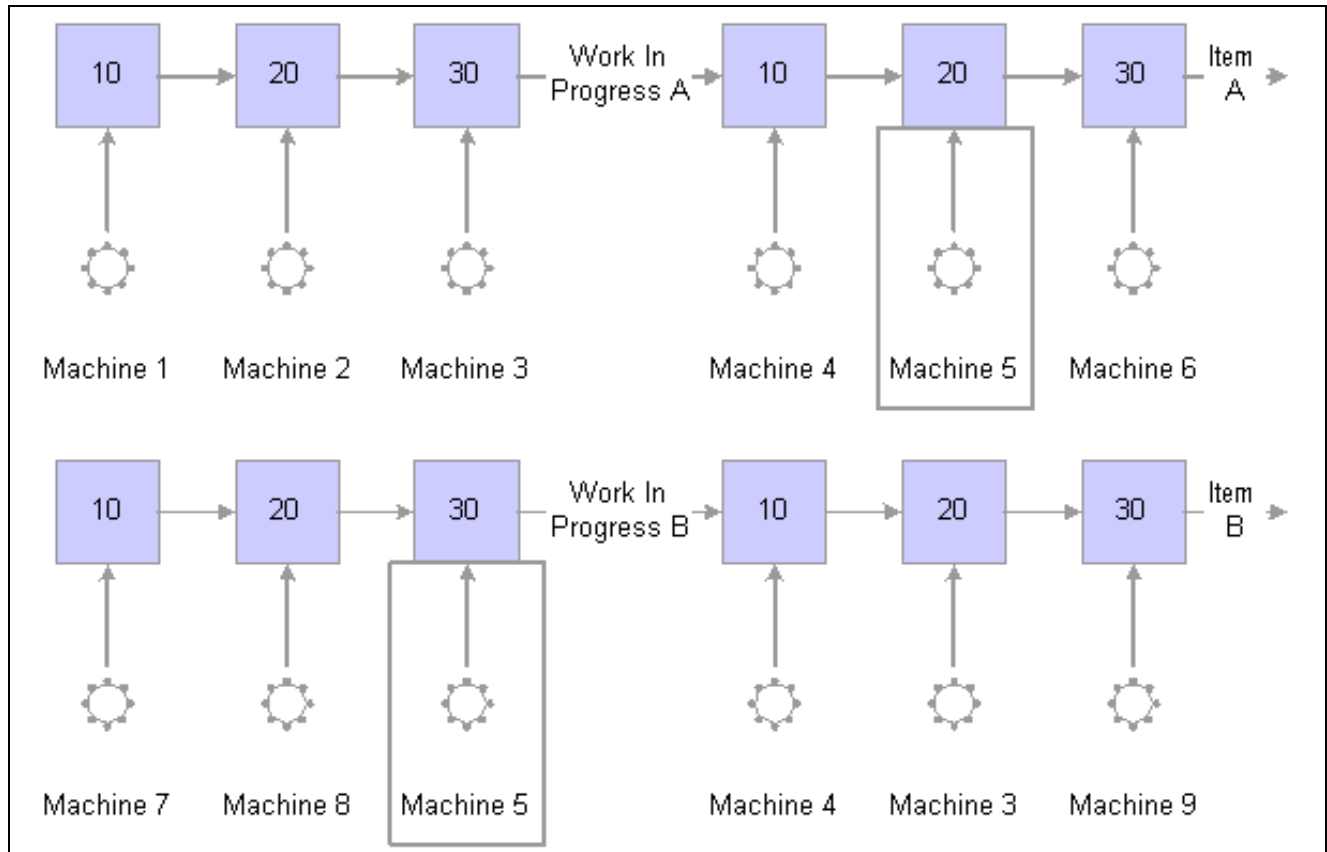 10
20
30
Work In
Progress A
10
20
30
Item
A
Machine 1
Machine 2
Machine 3
Machine 4
Machine 5
Machine 6
10
20
30
Work In
Progress B
10
20
30
Item
B
Machine 7
Machine 8
Machine 5
Machine 4
Machine 3
Machine 9